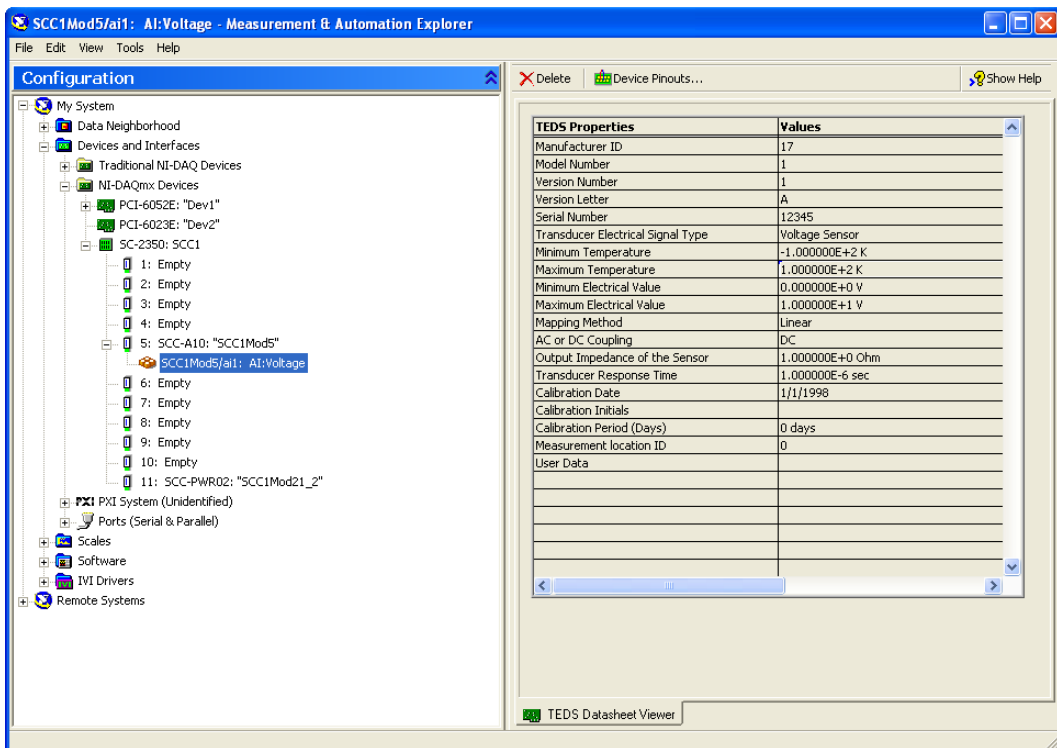 SCC1Mod5/ai1: AI:Voltage - Measurement & Automation Explorer
File Edit View Tools Help
Configuration
My System
Data Neighborhood
Devices and Interfaces
Traditional NI-DAQ Devices
NI-DAQmx Devices
PCI-6052E: "Dev1"
PCI-6023E: "Dev2"
SC-2350: SCC1
1: Empty
2: Empty
3: Empty
4: Empty
5: SCC-A10: "SCC1Mod5"
SCC1Mod5/ai1: AI:Voltage
6: Empty
7: Empty
8: Empty
9: Empty
10: Empty
11: SCC-PWR02: "SCC1Mod21_2"
PXI PXI System (Unidentified)
Ports (Serial & Parallel)
Scales
Software
IVI Drivers
Remote Systems
Delete Device Pinouts... Show Help
TEDS Properties Values
Manufacturer ID 17
Model Number 1
Version Number 1
Version Letter A
Serial Number 12345
Transducer Electrical Signal Type Voltage Sensor
Minimum Temperature -1.000000E+2 K
Maximum Temperature 1.000000E+2 K
Minimum Electrical Value 0.000000E+0 V
Maximum Electrical Value 1.000000E+1 V
Mapping Method Linear
AC or DC Coupling DC
Output Impedance of the Sensor 1.000000E+0 Ohm
Transducer Response Time 1.000000E-6 sec
Calibration Date 1/1/1998
Calibration Initials
Calibration Period (Days) 0 days
Measurement location ID 0
User Data
TEDS Datasheet Viewer